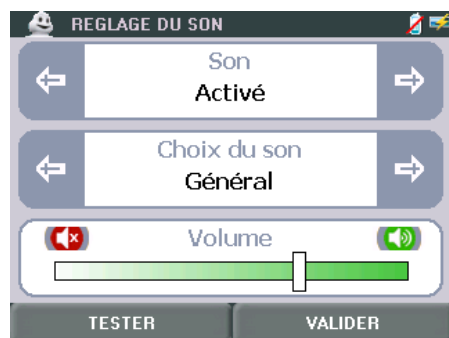 REGLAGE DU SON
Son
Activé
Choix du son
Général
Volume
TESTER
VALIDER